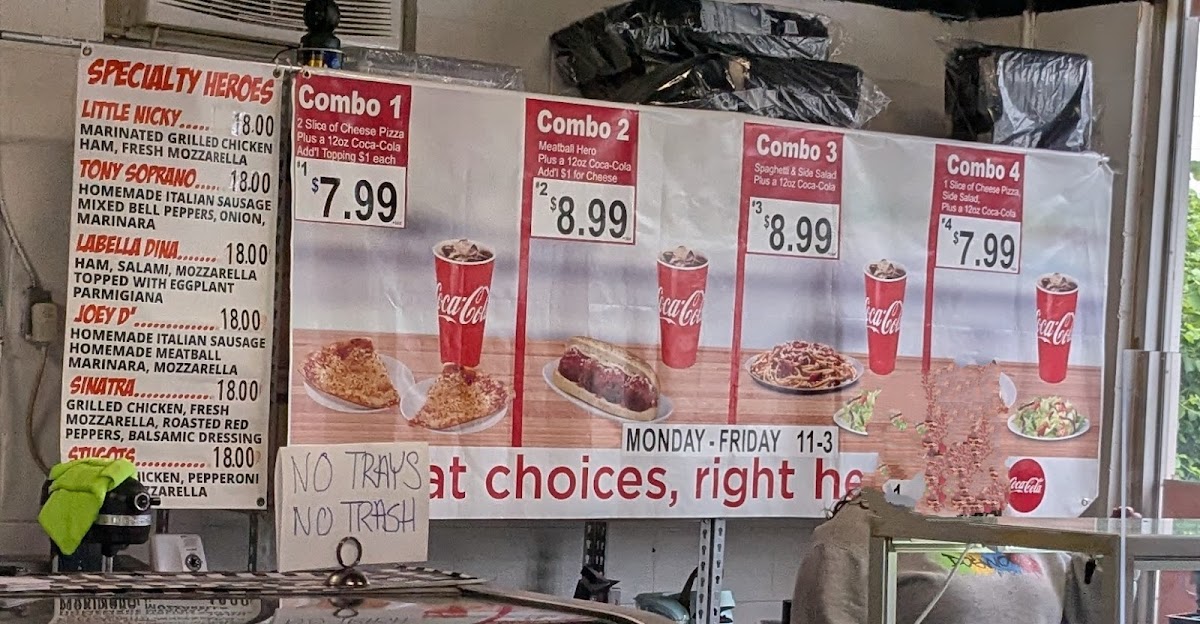 SPECIALTY HEROES
LITTLE NICKY..... 18.00
MARINATED GRILLED CHICKEN
HAM, FRESH MOZZARELLA
TONY SOPRANO..... 18.00
HOMEMADE ITALIAN SAUSAGE
MIXED BELL PEPPERS, ONION,
MARINARA
LABELLA DINA....... 18.00
HAM, SALAMI, MOZZARELLA
TOPPED WITH EGGPLANT
PARMIGIANA
JOEY D'............... 18.00
HOMEMADE ITALIAN SAUSAGE
HOMEMADE MEATBALL
MARINARA, MOZZARELLA
SINATRA............... 18.00
GRILLED CHICKEN, FRESH
MOZZARELLA, ROASTED RED
PEPPERS, BALSAMIC DRESSING
STUGOTS............... 18.00
CHICKEN, PEPPERONI
Combo 1
2 Slice of Cheese Pizza
Plus a 12oz Coca-Cola
Add'l Topping $1 each
#1 $7.99
Combo 2
Meatball Hero
Plus a 12oz Coca-Cola
Add'l $1 for Cheese
#2 $8.99
Combo 3
Spaghetti & Side Salad
Plus a 12oz Coca-Cola
#3 $8.99
Combo 4
1 Slice of Cheese Pizza,
Side Salad,
Plus a 12oz Coca-Cola
#4 $7.99
Coca-Cola
Coca-Cola
Coca-Cola
Coca-Cola
MONDAY - FRIDAY 11-3
at choices, right he
Coca-Cola
NO TRAYS
NO TRASH